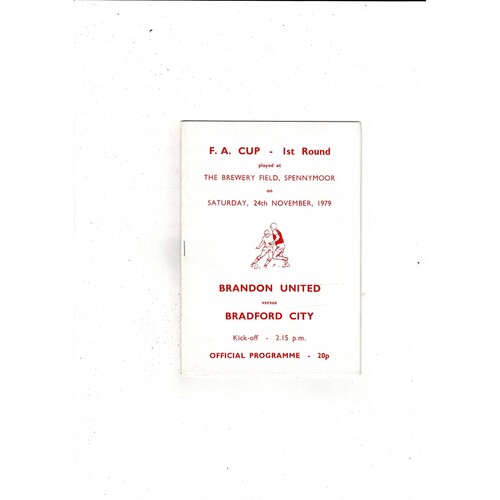 F. A. CUP - 1st Round
played at
THE BREWERY FIELD, SPENNYMOOR
on
SATURDAY, 24th NOVEMBER, 1979
BRANDON UNITED
versus
BRADFORD CITY
Kick-off - 2.15 p.m.
OFFICIAL PROGRAMME - 20p